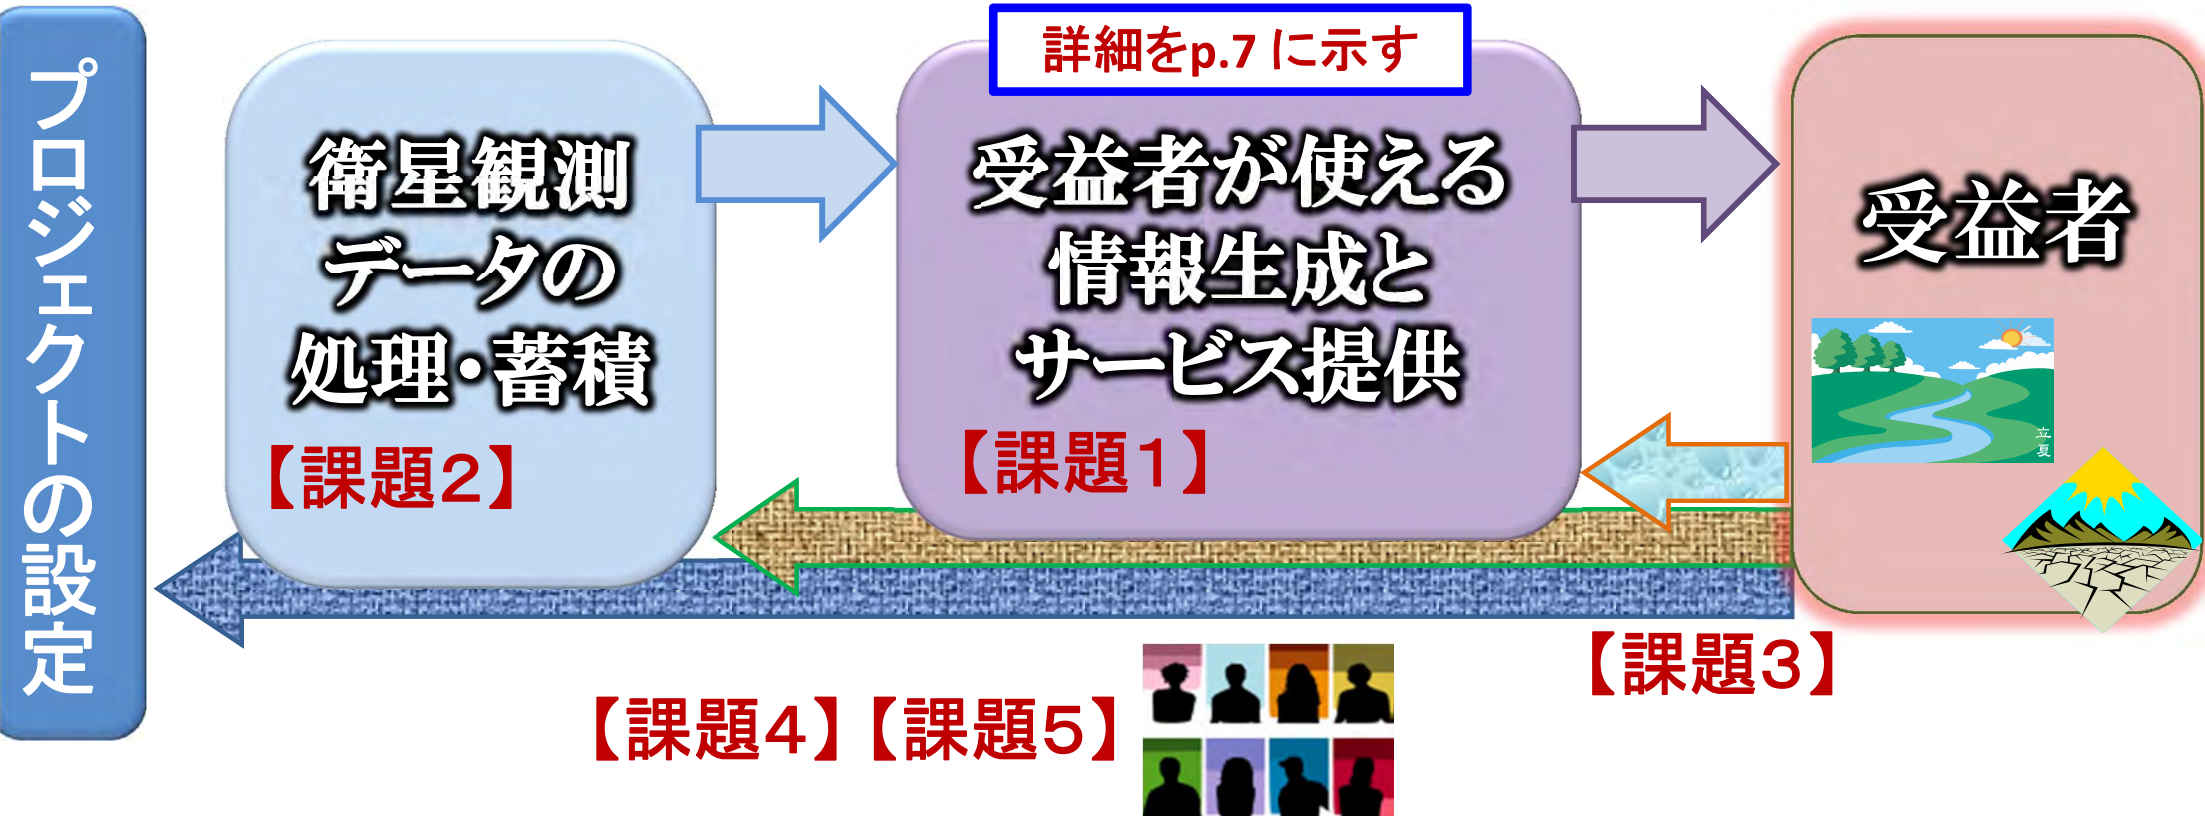 プロジェクトの設定
詳細をp.7 に示す
衛星観測
データの
処理・蓄積
【課題２】
受益者が使える
情報生成と
サービス提供
【課題１】
受益者
立夏
【課題３】
【課題４】【課題５】